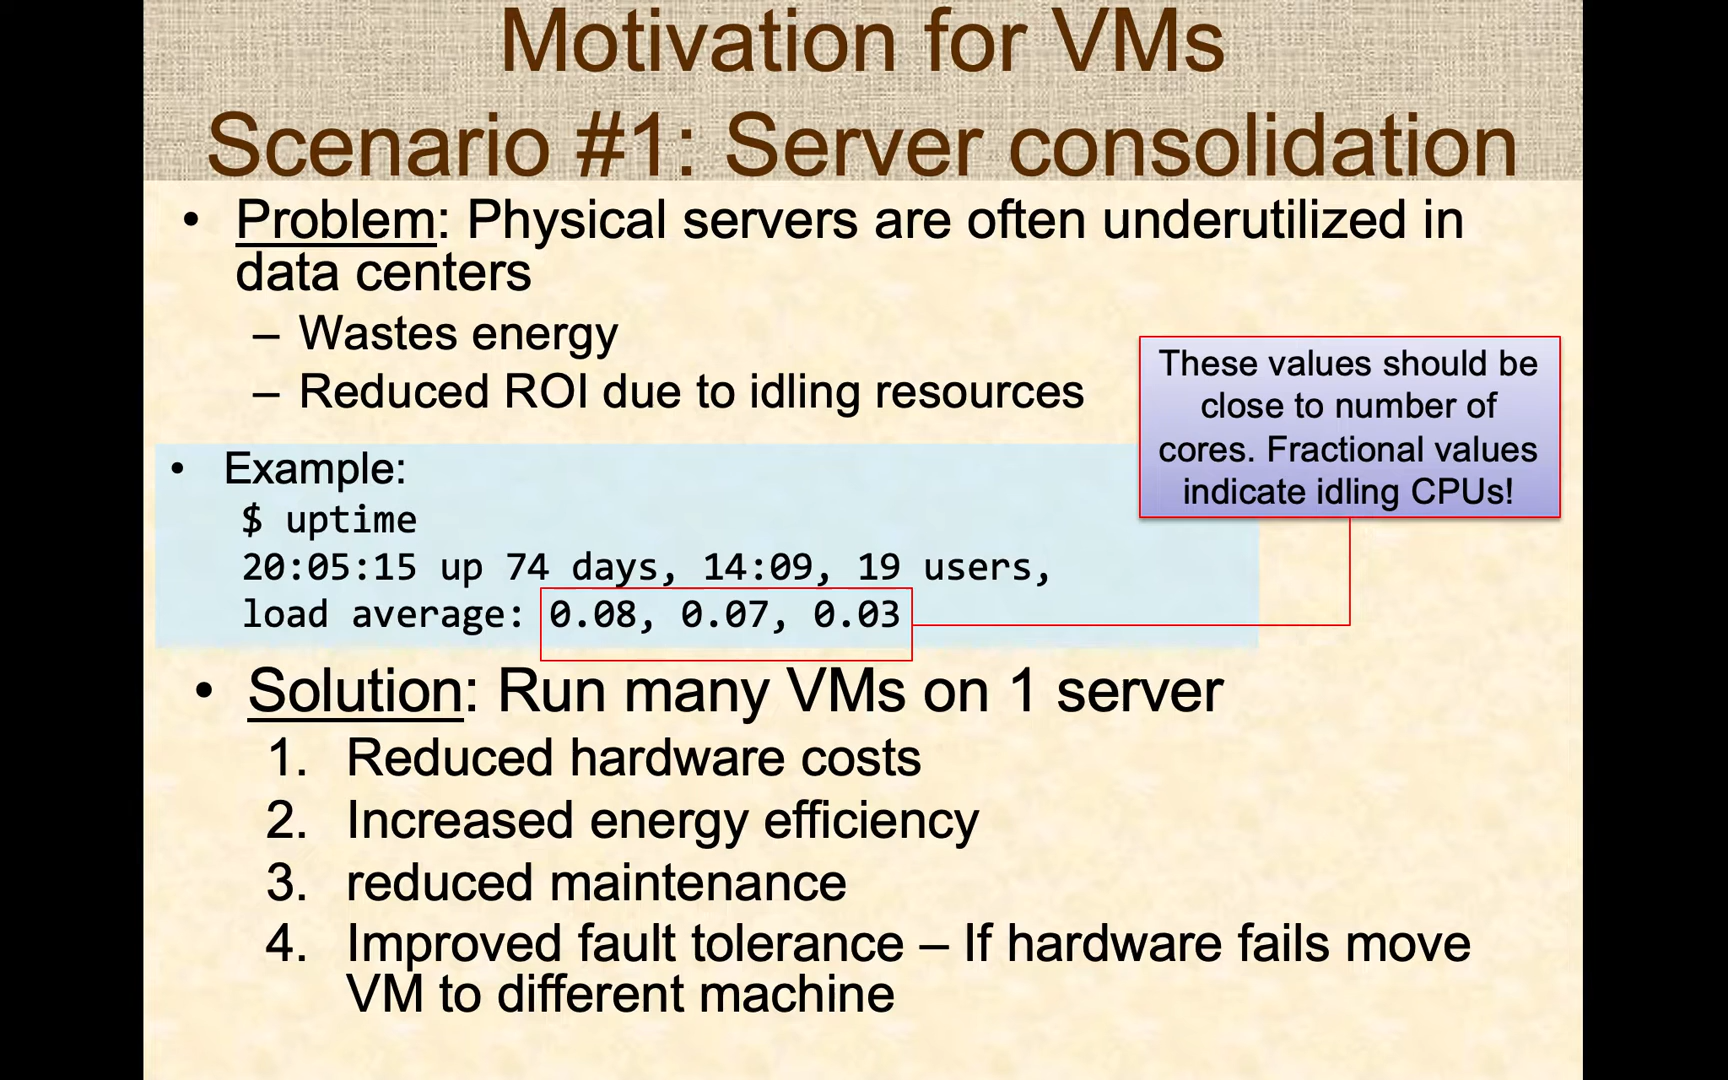 Motivation for VMs
Scenario #1: Server consolidation
• Problem: Physical servers are often underutilized in
data centers
– Wastes energy
– Reduced ROI due to idling resources
These values should be
close to number of
cores. Fractional values
indicate idling CPUs!
• Example:
$ uptime
20:05:15 up 74 days, 14:09, 19 users,
load average: 0.08, 0.07, 0.03
• Solution: Run many VMs on 1 server
1. Reduced hardware costs
2. Increased energy efficiency
3. reduced maintenance
4. Improved fault tolerance – If hardware fails move
VM to different machine